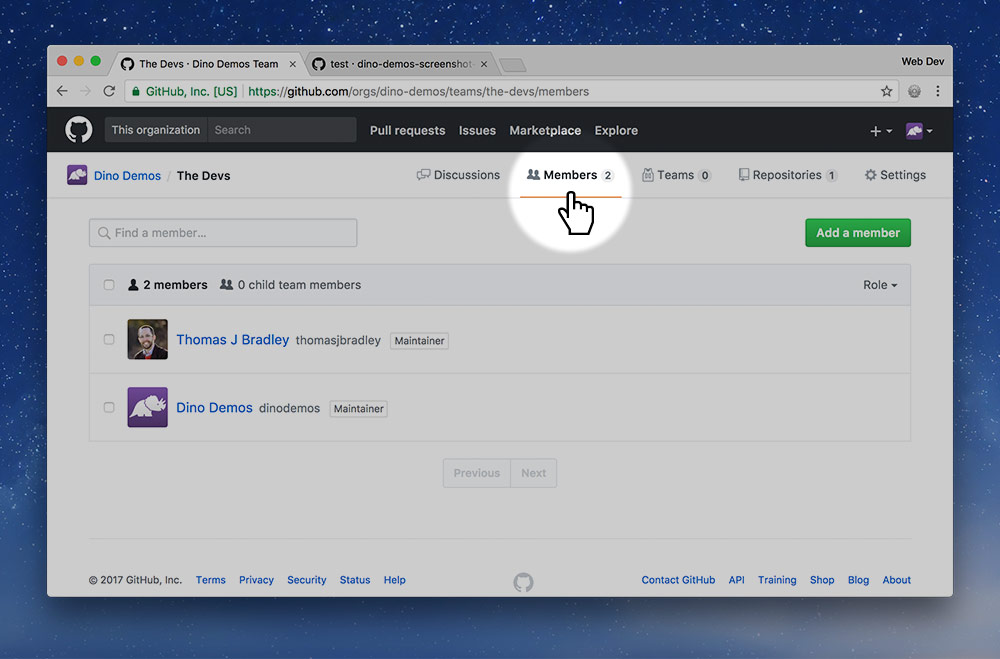 The Devs · Dino Demos Team
test · dino-demos-screenshot-
Web Dev
GitHub, Inc. [US] https://github.com/orgs/dino-demos/teams/the-devs/members
This organization Search Pull requests Issues Marketplace Explore
Dino Demos / The Devs Discussions Members 2 Teams 0 Repositories 1 Settings
Find a member... Add a member
2 members 0 child team members Role
Thomas J Bradley thomasjbradley Maintainer
Dino Demos dinodemos Maintainer
Previous Next
© 2017 GitHub, Inc. Terms Privacy Security Status Help Contact GitHub API Training Shop Blog About